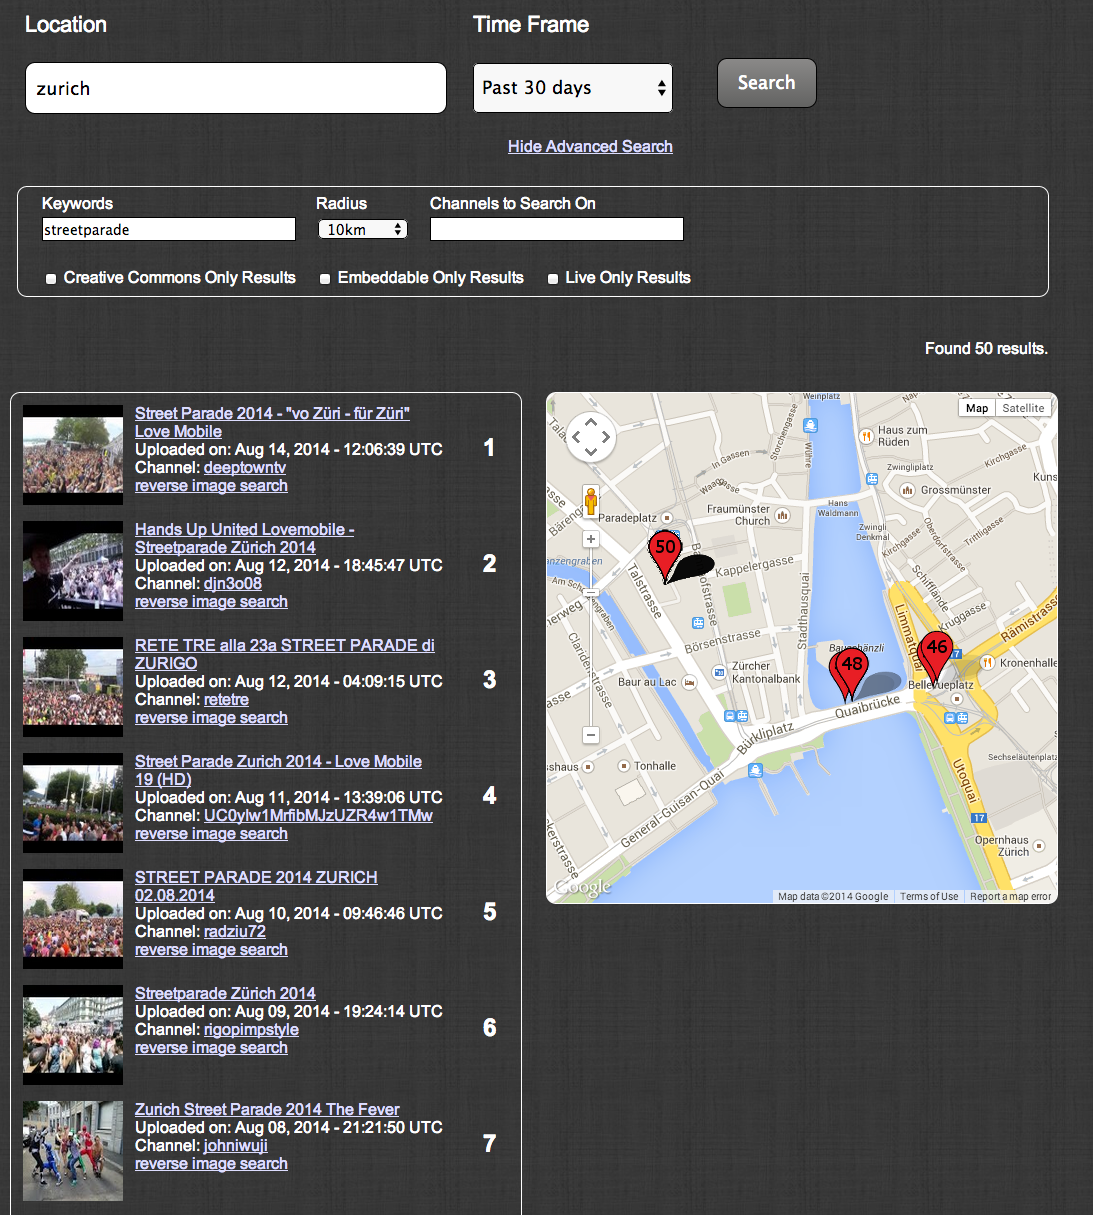 Location
Time Frame
zurich
Past 30 days
Search
Hide Advanced Search
Keywords
Radius
Channels to Search On
streetparade
10km
Creative Commons Only Results
Embeddable Only Results
Live Only Results
Found 50 results.
Street Parade 2014 - "vo Züri - für Züri"
Love Mobile
Uploaded on: Aug 14, 2014 - 12:06:39 UTC
Channel: deeptowntv
reverse image search
1
Hands Up United Lovemobile -
Streetparade Zürich 2014
Uploaded on: Aug 12, 2014 - 18:45:47 UTC
Channel: djn3o08
reverse image search
2
RETE TRE alla 23a STREET PARADE di
ZURIGO
Uploaded on: Aug 12, 2014 - 04:09:15 UTC
Channel: retetre
reverse image search
3
Street Parade Zurich 2014 - Love Mobile
19 (HD)
Uploaded on: Aug 11, 2014 - 13:39:06 UTC
Channel: UC0ylw1MrfibMJzUZR4w1TMw
reverse image search
4
STREET PARADE 2014 ZURICH
02.08.2014
Uploaded on: Aug 10, 2014 - 09:46:46 UTC
Channel: radziu72
reverse image search
5
Streetparade Zürich 2014
Uploaded on: Aug 09, 2014 - 19:24:14 UTC
Channel: rigopimpstyle
reverse image search
6
Zurich Street Parade 2014 The Fever
Uploaded on: Aug 08, 2014 - 21:21:50 UTC
Channel: johniwuji
reverse image search
7
Weinplatz
Map
Satellite
Haus zum
Rüden
Storchengasse
Wühre
Kirchgasse
In Gassen
Zwingliplatz
Kirchgasse
Grossmünster
Fraumünster
Church
Hans
Waldmann
Paradeplatz
Zwingli
Denkmal
Oberdorfstrasse
Trittligasse
50
Kappelergasse
Talstrasse
Schifflände
Kruggasse
Rämistrasse
Claridenstrasse
Börsenstrasse
Stadthausquai
Limmatquai
46
17
48
Kronenhalle
Zürcher
Kantonalbank
Baur au Lac
Bellevueplatz
Quaibrücke
Bürkliplatz
Tonhalle
Sechseläutenplatz
Utoquai
General-Guisan-Quai
17
Opernhaus
Zürich
Google
Map data ©2014 Google
Terms of Use
Report a map error